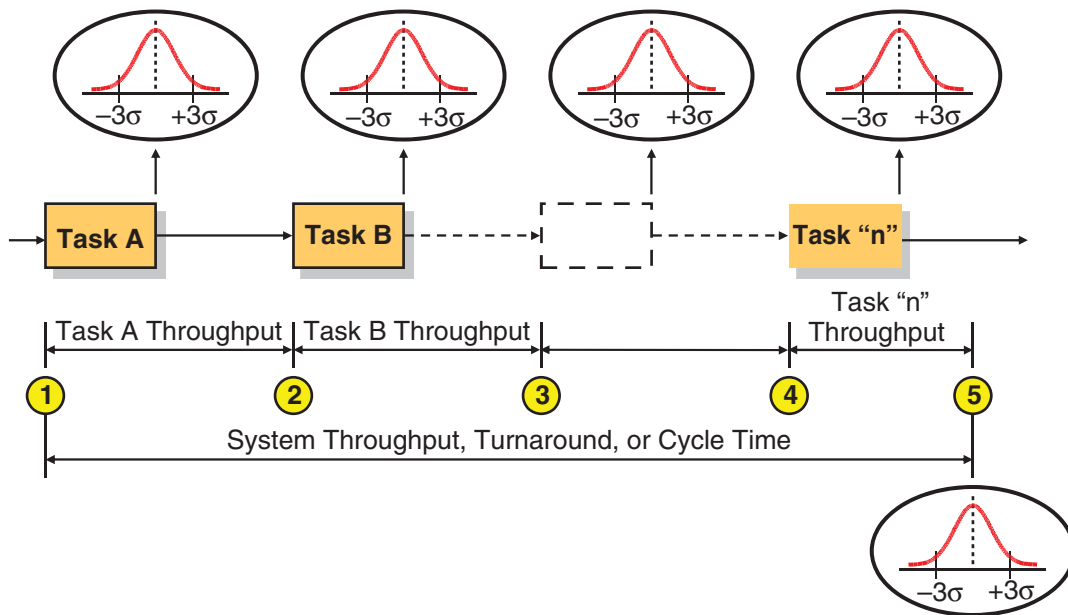 −3σ +3σ
−3σ +3σ
−3σ +3σ
−3σ +3σ
Task A
Task B
Task “n”
Task A Throughput
Task B Throughput
Task “n”
Throughput
1
2
3
4
5
System Throughput, Turnaround, or Cycle Time
−3σ +3σ